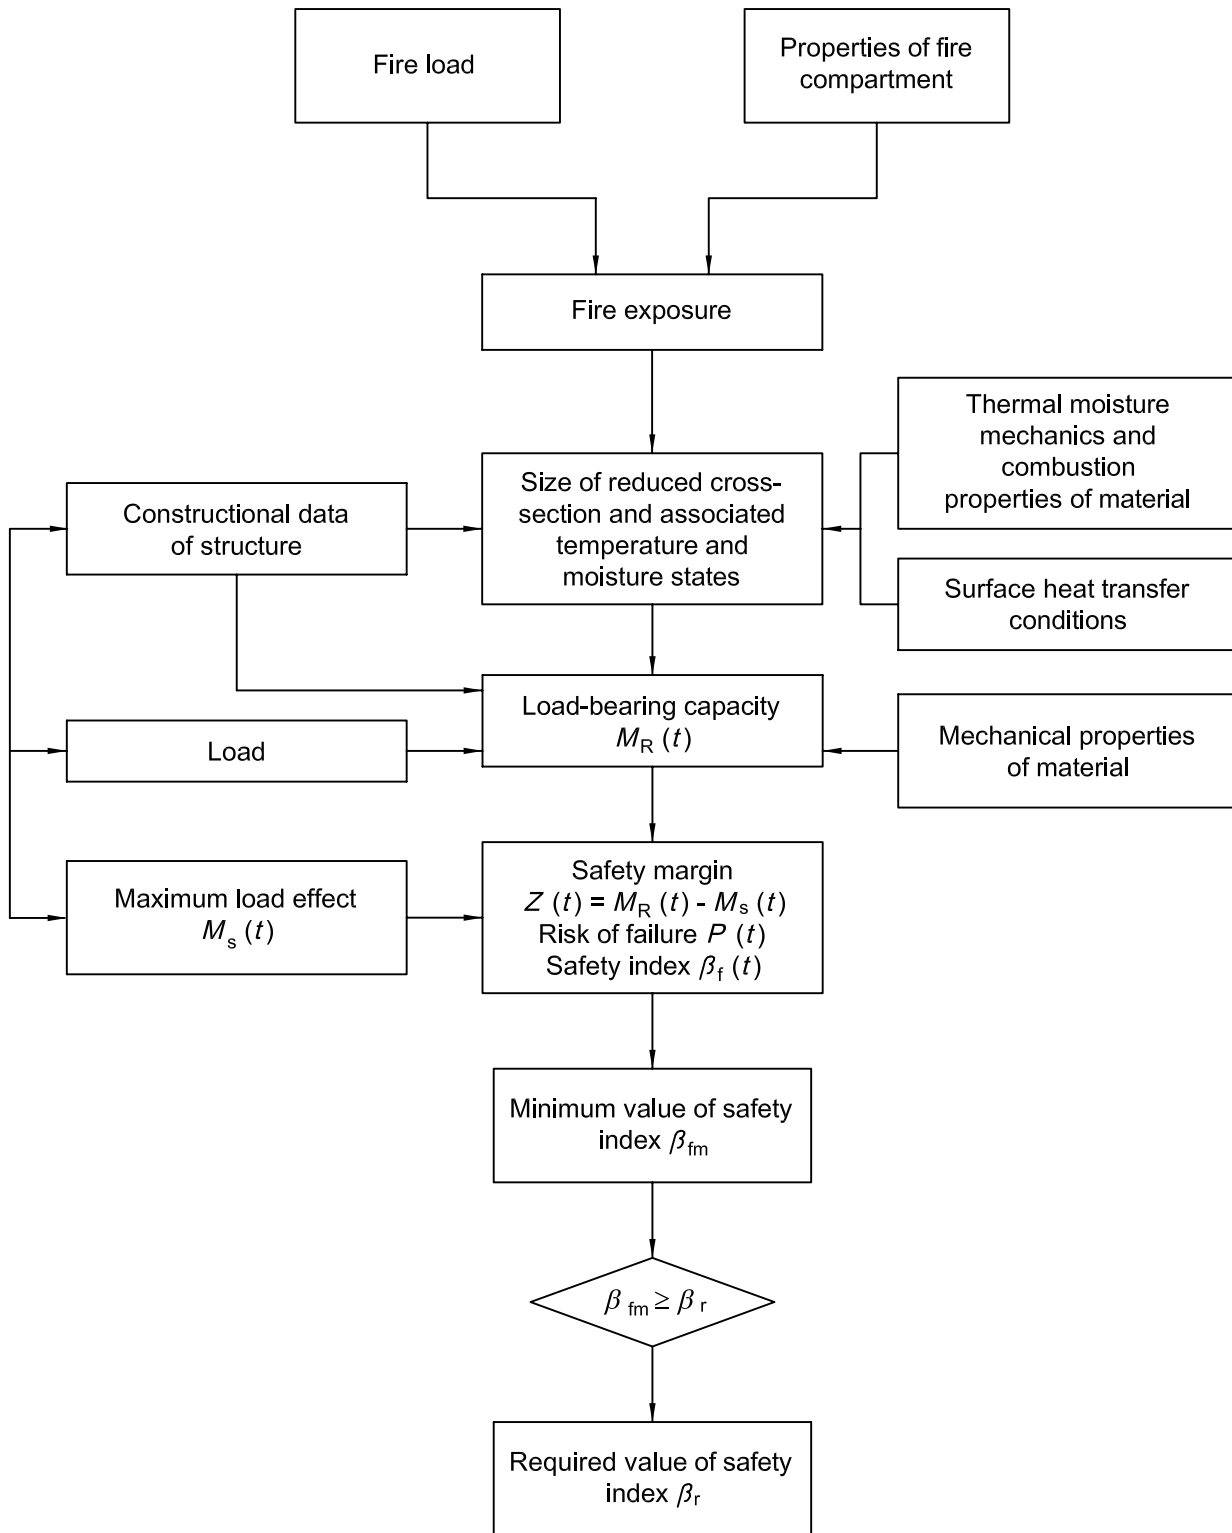 Fire load
Properties of fire
compartment
Fire exposure
Thermal moisture
mechanics and
combustion
properties of material
Size of reduced cross-
section and associated
temperature and
moisture states
Constructional data
of structure
Surface heat transfer
conditions
Load-bearing capacity
M_R (t)
Load
Mechanical properties
of material
Safety margin
Z (t) = M_R (t) - M_s (t)
Risk of failure P (t)
Safety index β_f (t)
Maximum load effect
M_s (t)
Minimum value of safety
index β_fm
β_fm ≥ β_r
Required value of safety
index β_r